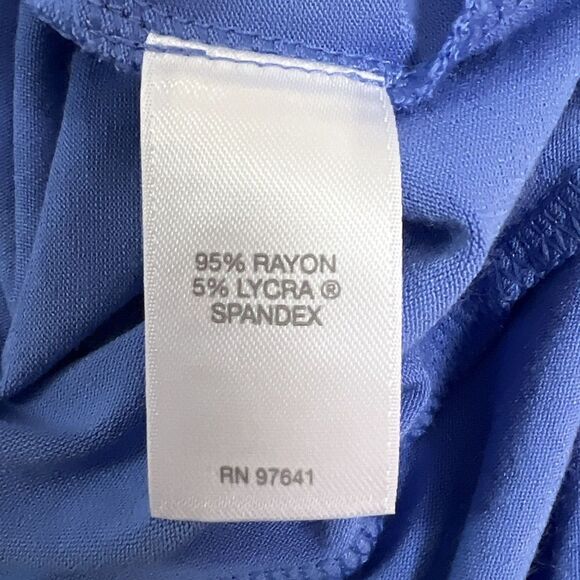 95% RAYON
5% LYCRA ®
SPANDEX
RN 97641